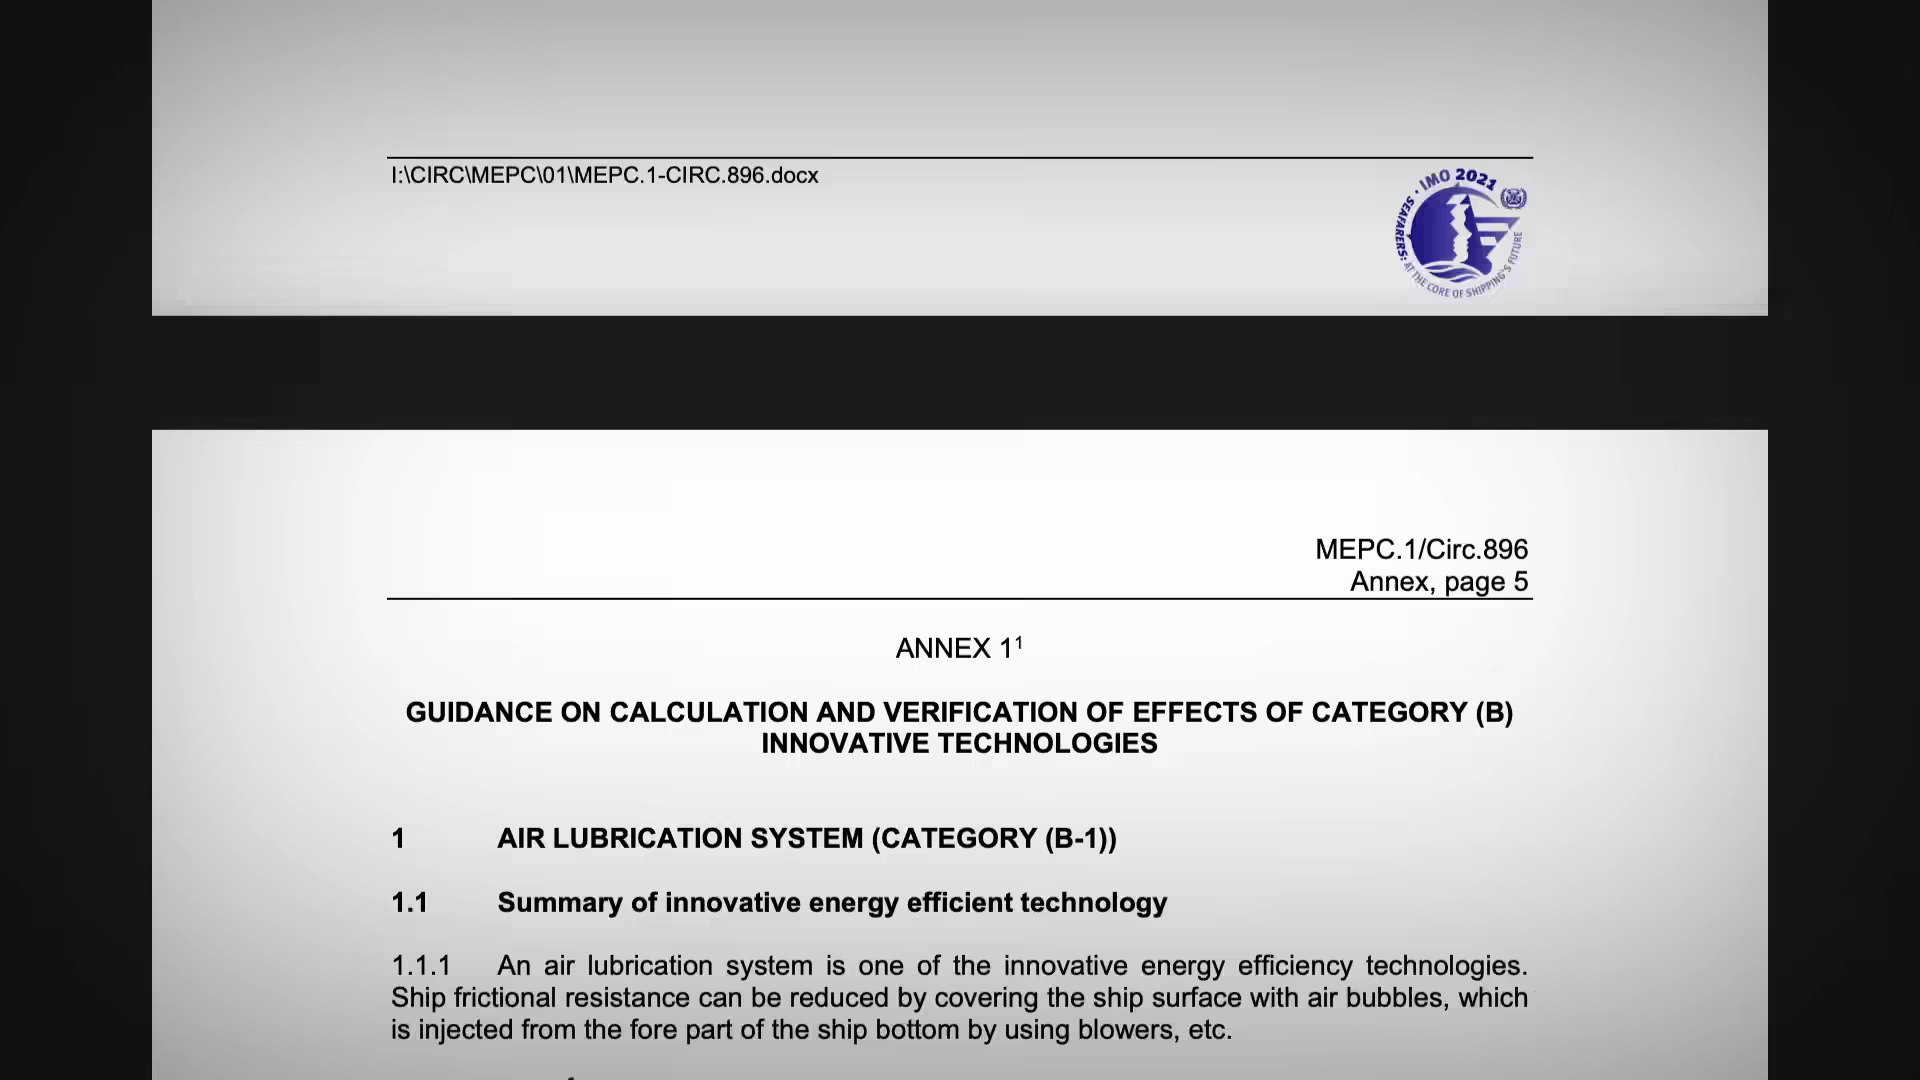 I:\CIRC\MEPC\01\MEPC.1-CIRC.896.docx
SEAFARERS: AT THE CORE OF SHIPPING'S FUTURE · IMO 2021
MEPC.1/Circ.896
Annex, page 5
ANNEX 1¹
GUIDANCE ON CALCULATION AND VERIFICATION OF EFFECTS OF CATEGORY (B)
INNOVATIVE TECHNOLOGIES
1 AIR LUBRICATION SYSTEM (CATEGORY (B-1))
1.1 Summary of innovative energy efficient technology
1.1.1 An air lubrication system is one of the innovative energy efficiency technologies.
Ship frictional resistance can be reduced by covering the ship surface with air bubbles, which
is injected from the fore part of the ship bottom by using blowers, etc.